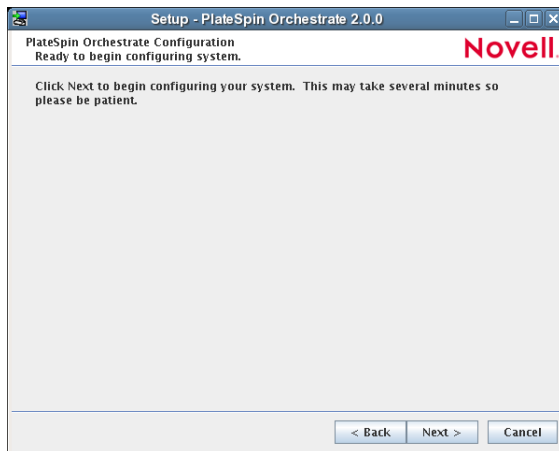 Setup - PlateSpin Orchestrate 2.0.0
PlateSpin Orchestrate Configuration
Ready to begin configuring system.
Novell.
Click Next to begin configuring your system. This may take several minutes so
please be patient.
< Back
Next >
Cancel